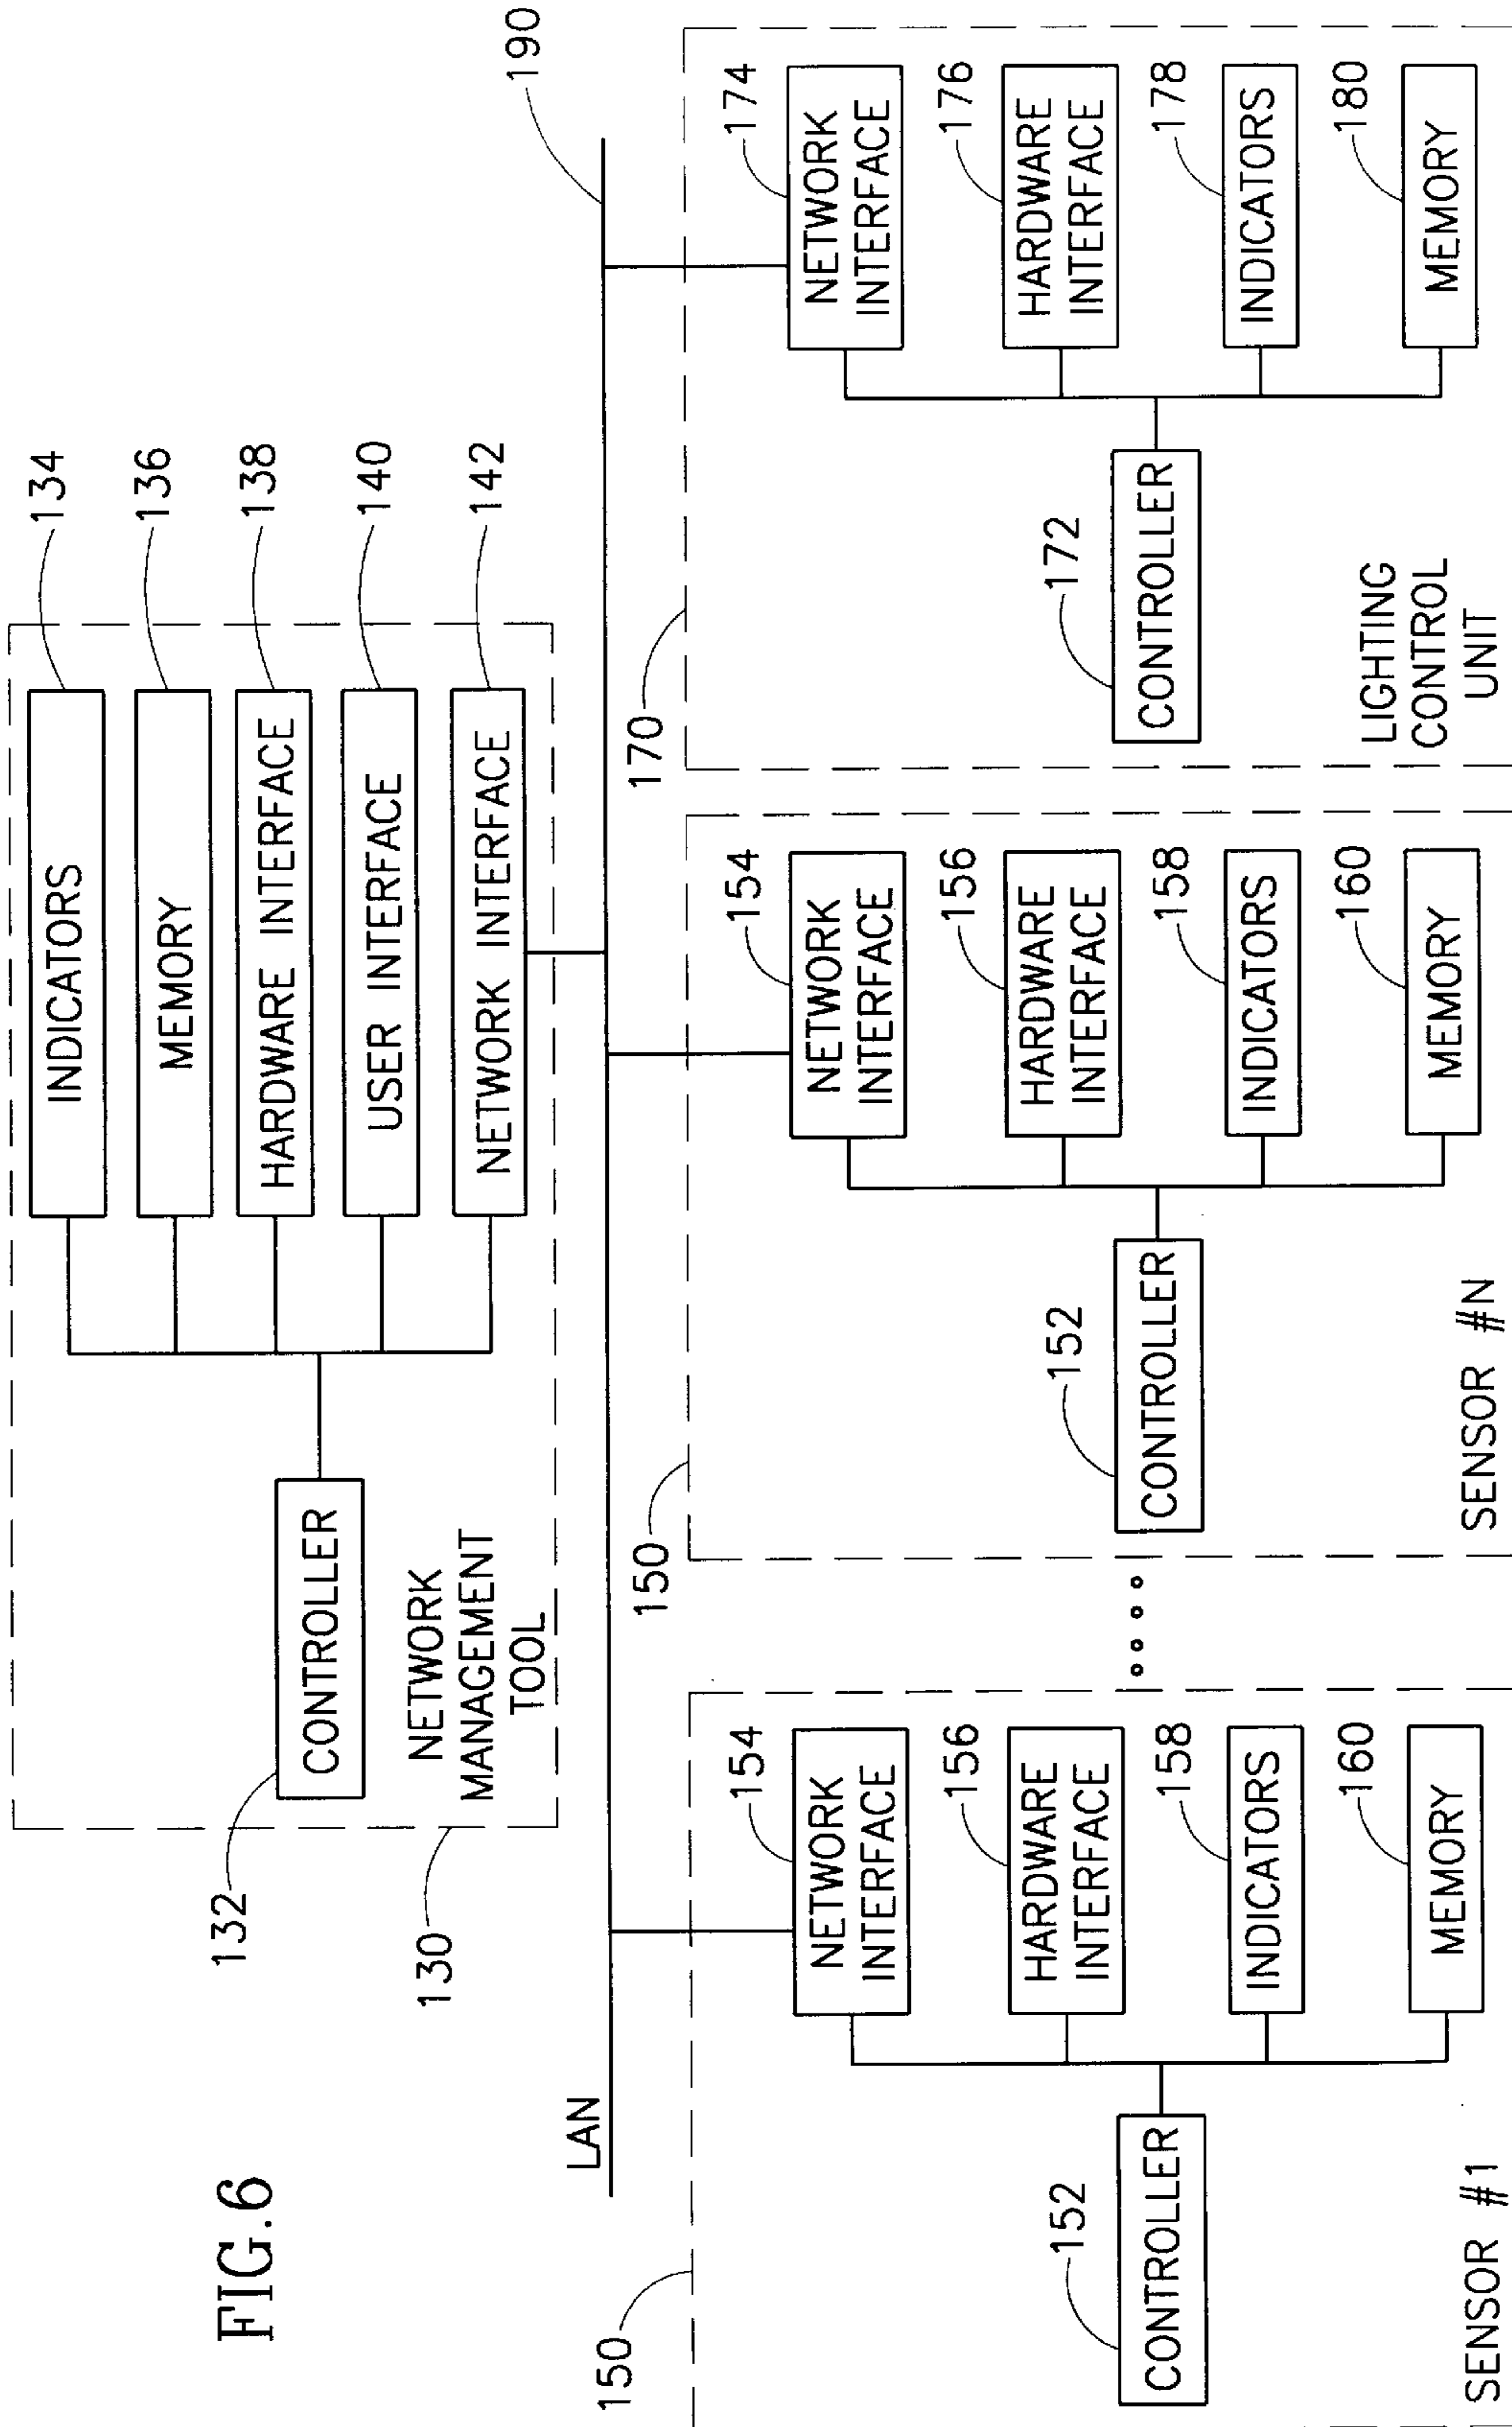 FIG.6
130
132
CONTROLLER
NETWORK
MANAGEMENT
TOOL
INDICATORS
134
MEMORY
136
HARDWARE INTERFACE
138
USER INTERFACE
140
NETWORK INTERFACE
142
LAN
190
150
152
CONTROLLER
NETWORK
INTERFACE
154
HARDWARE
INTERFACE
156
INDICATORS
158
MEMORY
160
SENSOR #1
150
152
CONTROLLER
NETWORK
INTERFACE
154
HARDWARE
INTERFACE
156
INDICATORS
158
MEMORY
160
SENSOR #N
170
172
CONTROLLER
NETWORK
INTERFACE
174
HARDWARE
INTERFACE
176
INDICATORS
178
MEMORY
180
LIGHTING
CONTROL
UNIT